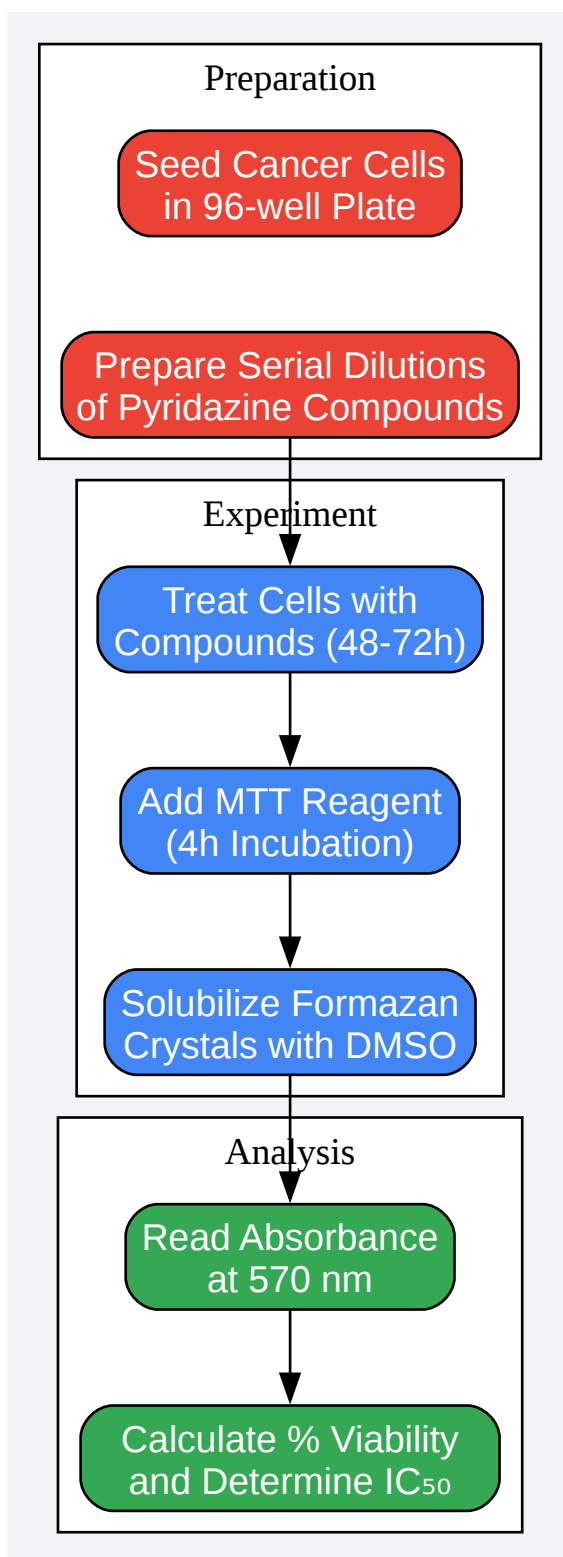 Preparation
Seed Cancer Cells
in 96-well Plate
Prepare Serial Dilutions
of Pyridazine Compounds
Experiment
Treat Cells with
Compounds (48-72h)
Add MTT Reagent
(4h Incubation)
Solubilize Formazan
Crystals with DMSO
Analysis
Read Absorbance
at 570 nm
Calculate % Viability
and Determine IC₅₀